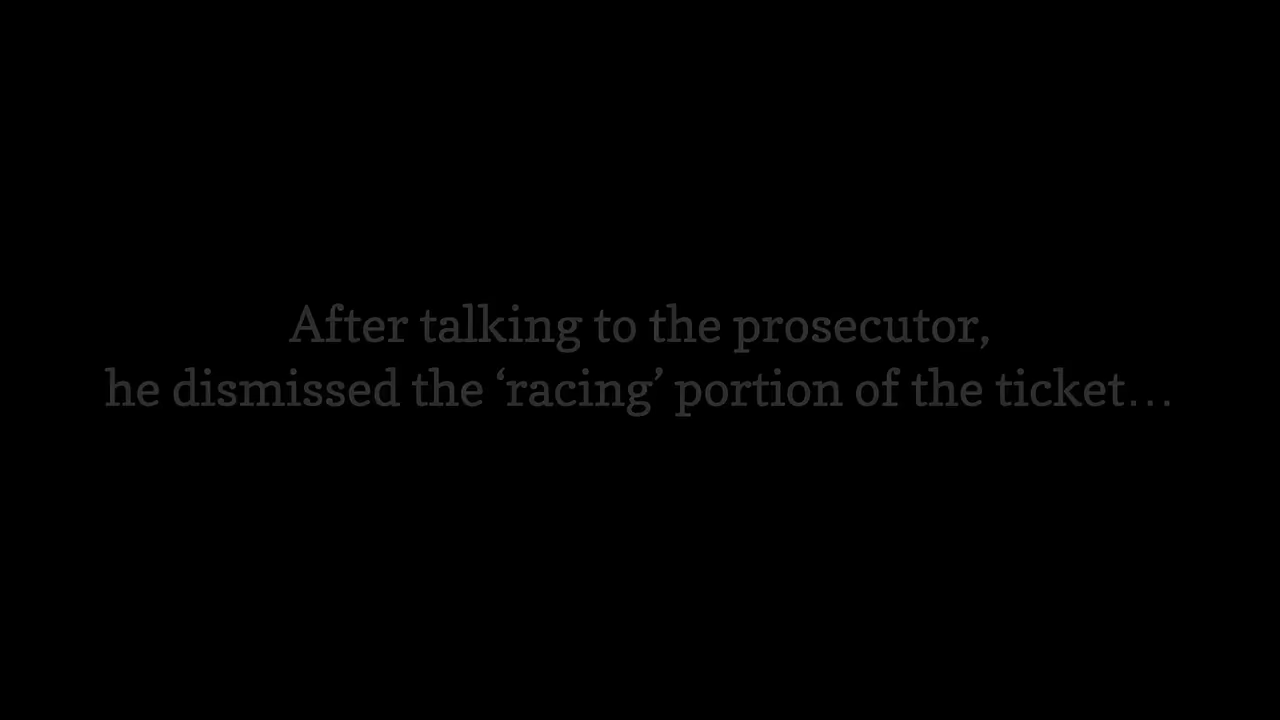 After talking to the prosecutor,
he dismissed the ‘racing’ portion of the ticket…